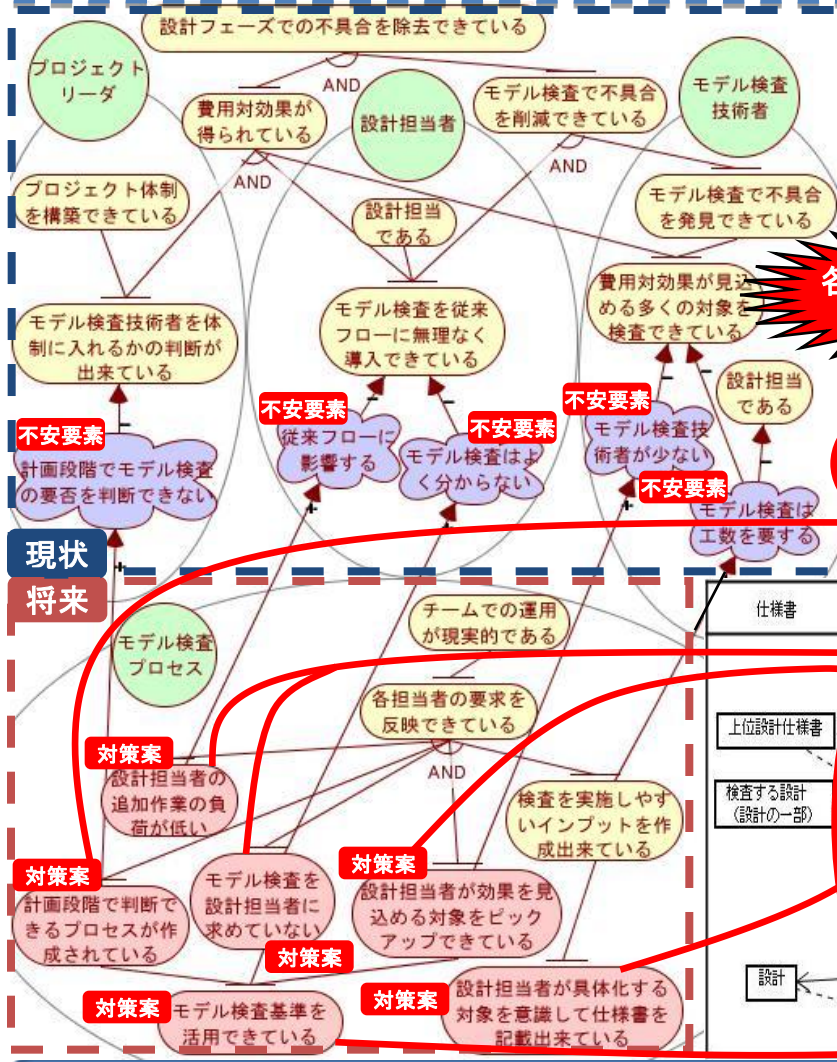 設計フェーズでの不具合を除去できている
プロジェクト
リーダ
AND
費用対効果が
得られている
設計担当者
モデル検査で不具合
を削減できている
モデル検査
技術者
AND
AND
プロジェクト体制
を構築できている
設計担当
である
モデル検査で不具合
を発見できている
各
モデル検査技術者を体
制に入れるかの判断が
出来ている
モデル検査を従来
フローに無理なく
導入できている
費用対効果が見込
める多くの対象を
検査できている
設計担当
である
不安要素
計画段階でモデル検査
の要否を判断できない
不安要素
従来フローに
影響する
不安要素
モデル検査はよ
く分からない
不安要素
モデル検査技
術者が少ない
不安要素
モデル検査は
工数を要する
現状
将来
モデル検査
プロセス
チームでの運用
が現実的である
各担当者の要求を
反映できている
AND
対策案
設計担当者の
追加作業の負
荷が低い
検査を実施しやす
いインプットを作
成出来ている
対策案
計画段階で判断で
きるプロセスが作
成されている
モデル検査を
設計担当者に
求めていない
対策案
対策案
設計担当者が効果を見
込める対象をピック
アップできている
対策案
モデル検査基準を
活用できている
対策案
設計担当者が具体化する
対象を意識して仕様書を
記載出来ている
仕様書
上位設計仕様書
検査する設計
（設計の一部）
設計